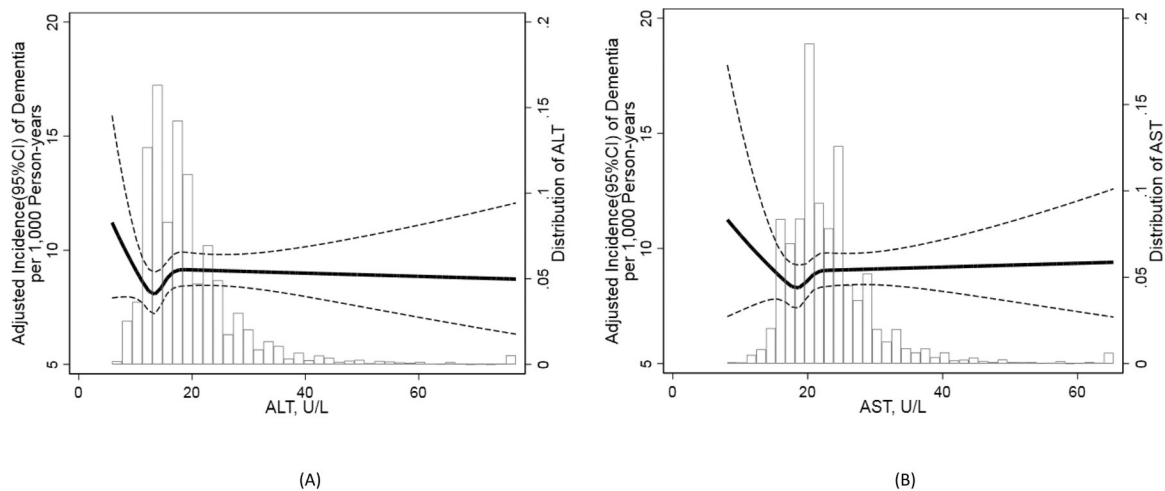 Adjusted Incidence(95%CI) of Dementia
per 1,000 Person-years
20
15
10
5
0
20
40
60
ALT, U/L
.2
.15
.1
.05
0
Distribution of ALT
(A)
Adjusted Incidence(95%CI) of Dementia
per 1,000 Person-years
20
15
10
5
0
20
40
60
AST, U/L
.2
.15
.1
.05
0
Distribution of AST
(B)